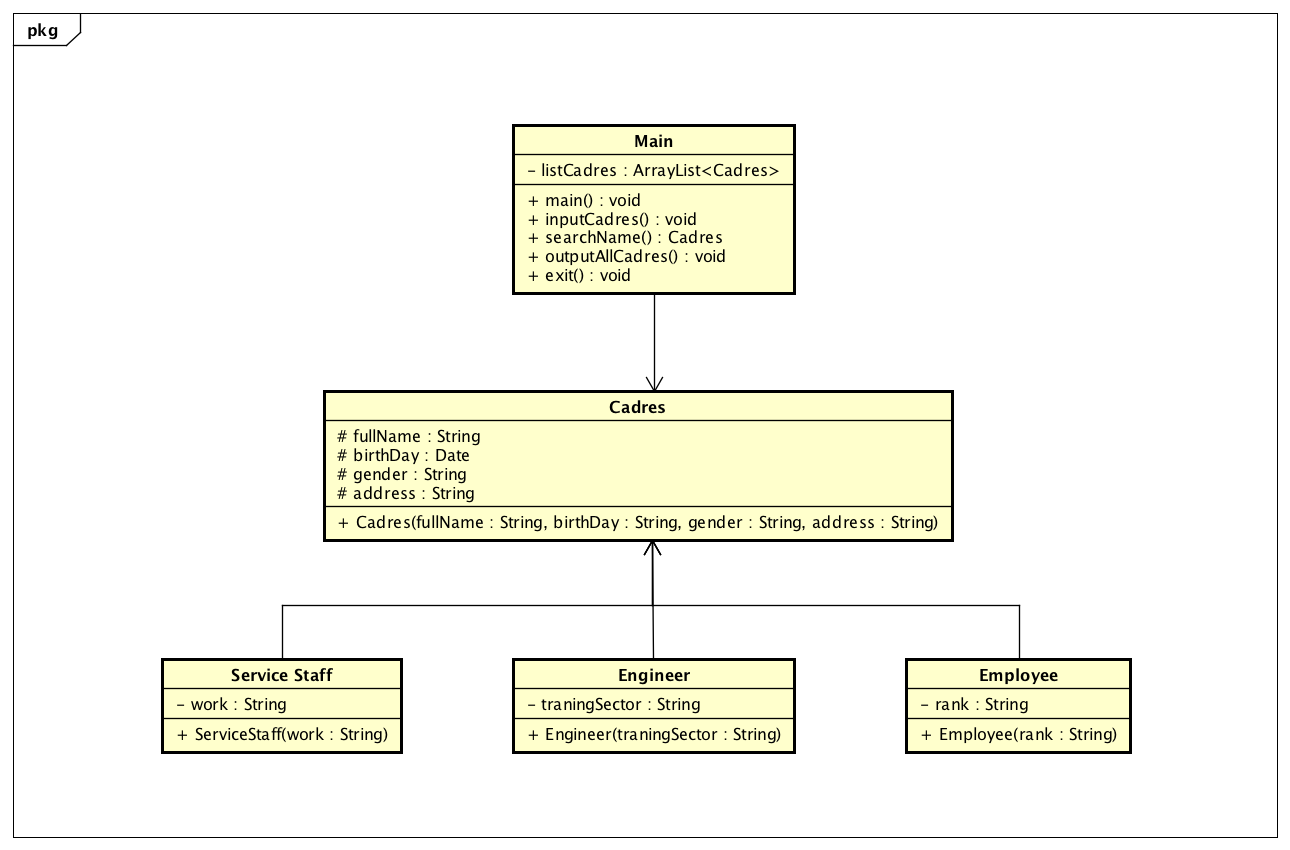 pkg
Main
- listCadres : ArrayList<Cadres>
+ main() : void
+ inputCadres() : void
+ searchName() : Cadres
+ outputAllCadres() : void
+ exit() : void
Cadres
# fullName : String
# birthDay : Date
# gender : String
# address : String
+ Cadres(fullName : String, birthDay : String, gender : String, address : String)
Service Staff
- work : String
+ ServiceStaff(work : String)
Engineer
- traningSector : String
+ Engineer(traningSector : String)
Employee
- rank : String
+ Employee(rank : String)